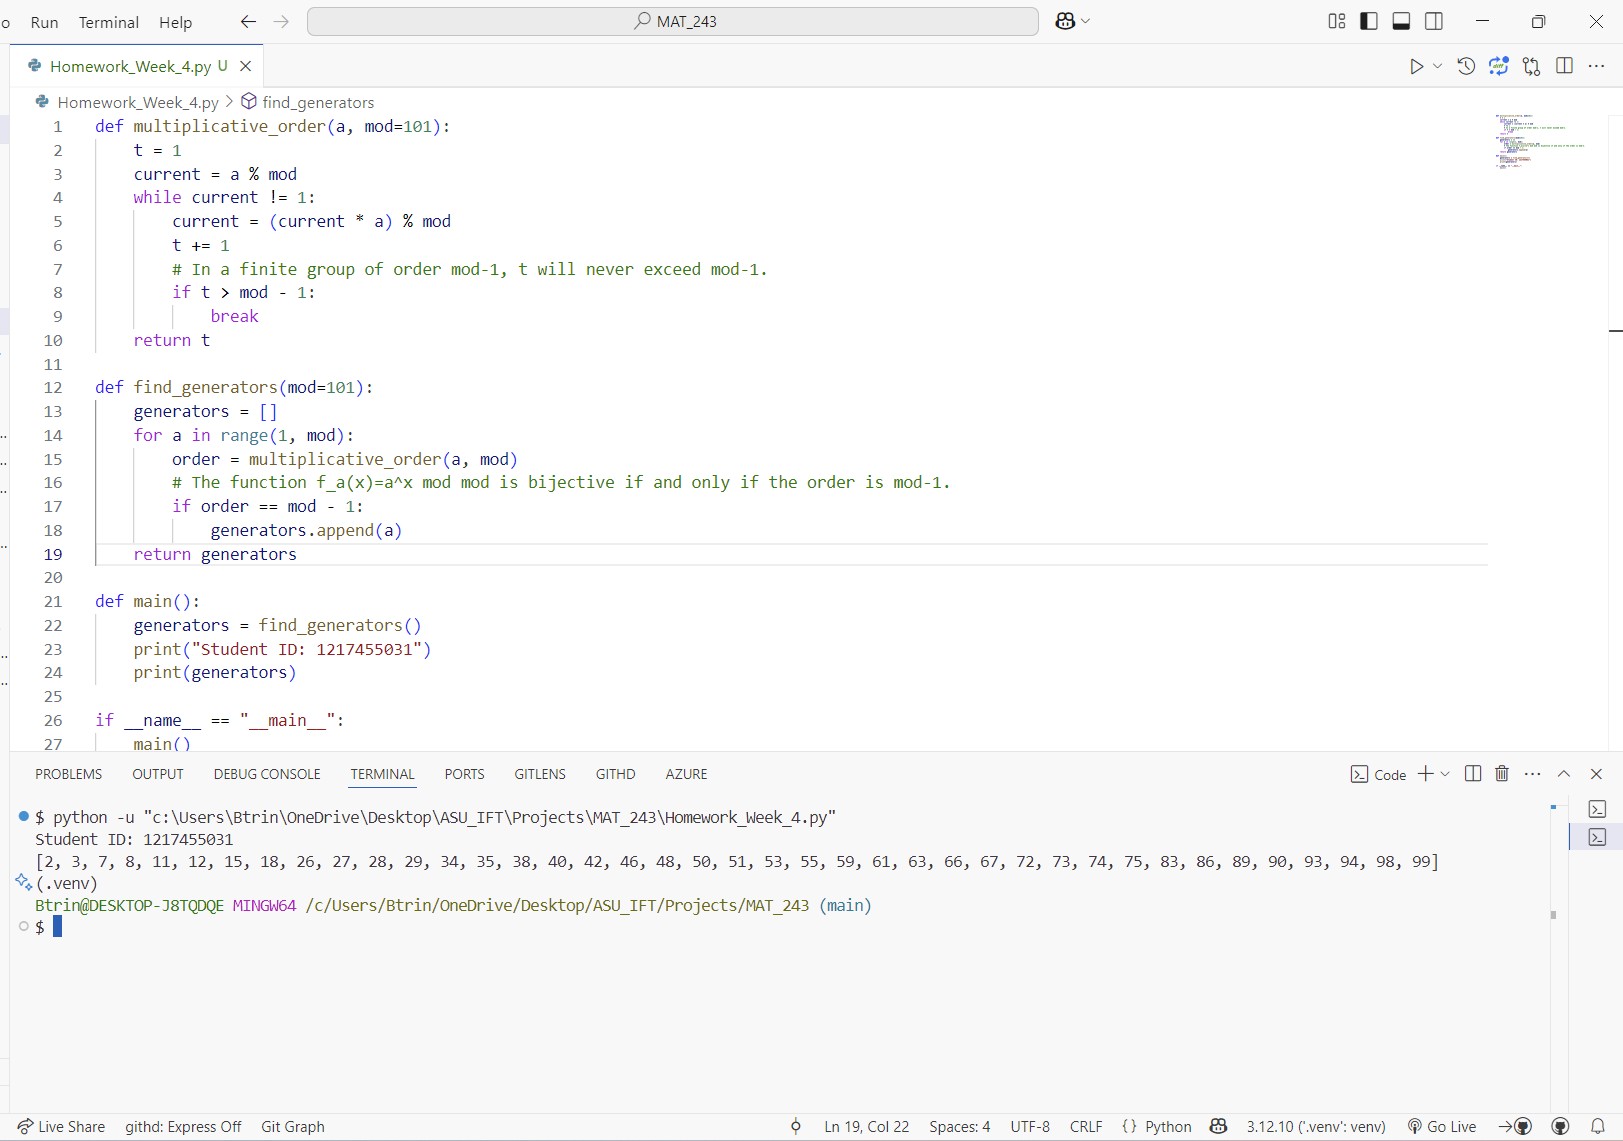 o Run Terminal Help MAT_243
Homework_Week_4.py U
Homework_Week_4.py > find_generators
1 def multiplicative_order(a, mod=101):
2     t = 1
3     current = a % mod
4     while current != 1:
5         current = (current * a) % mod
6         t += 1
7         # In a finite group of order mod-1, t will never exceed mod-1.
8         if t > mod - 1:
9             break
10     return t
11
12 def find_generators(mod=101):
13     generators = []
14     for a in range(1, mod):
15         order = multiplicative_order(a, mod)
16         # The function f_a(x)=a^x mod mod is bijective if and only if the order is mod-1.
17         if order == mod - 1:
18             generators.append(a)
19     return generators
20
21 def main():
22     generators = find_generators()
23     print("Student ID: 1217455031")
24     print(generators)
25
26 if __name__ == "__main__":
27     main()
PROBLEMS OUTPUT DEBUG CONSOLE TERMINAL PORTS GITLENS GITHD AZURE Code
$ python -u "c:\Users\Btrin\OneDrive\Desktop\ASU_IFT\Projects\MAT_243\Homework_Week_4.py"
Student ID: 1217455031
[2, 3, 7, 8, 11, 12, 15, 18, 26, 27, 28, 29, 34, 35, 38, 40, 42, 46, 48, 50, 51, 53, 55, 59, 61, 63, 66, 67, 72, 73, 74, 75, 83, 86, 89, 90, 93, 94, 98, 99]
(.venv)
Btrin@DESKTOP-J8TQDQE MINGW64 /c/Users/Btrin/OneDrive/Desktop/ASU_IFT/Projects/MAT_243 (main)
$
Live Share githd: Express Off Git Graph Ln 19, Col 22 Spaces: 4 UTF-8 CRLF {} Python 3.12.10 ('.venv': venv) Go Live